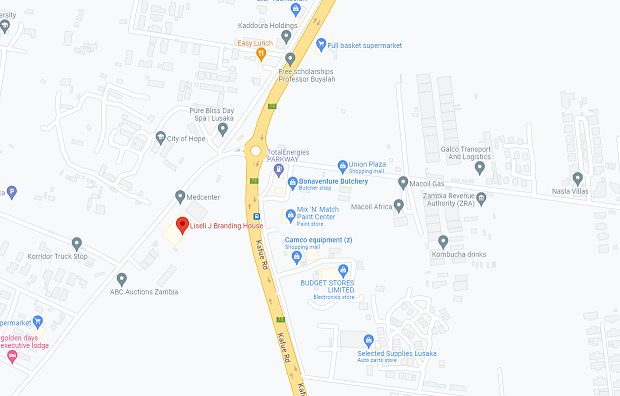 ersity
Kaddoura Holdings
Easy Lunch
Full basket supermarket
Free scholarships
Professor Buyalah
Pure Bliss Day
Spa | Lusaka
City of Hope
TotalEnergies
PARKWAY
Union Plaza
Shopping mall
Galco Transport
And Logistics
Bonaventure Butchery
Butcher shop
Macoil Gas
Nasla Villas
Medcenter
Zambia Revenue
Authority (ZRA)
Macoil Africa
Mix 'N' Match
Paint Center
Paint store
Liseli J Branding House
Kafue Rd
Camco equipment (z)
Shopping mall
Korridor Truck Stop
Kombucha drinks
ABC Auctions Zambia
BUDGET STORES
LIMITED
Electronics store
upermarket
golden days
executive lodge
Kafue Rd
Selected Supplies Lusaka
Auto parts store